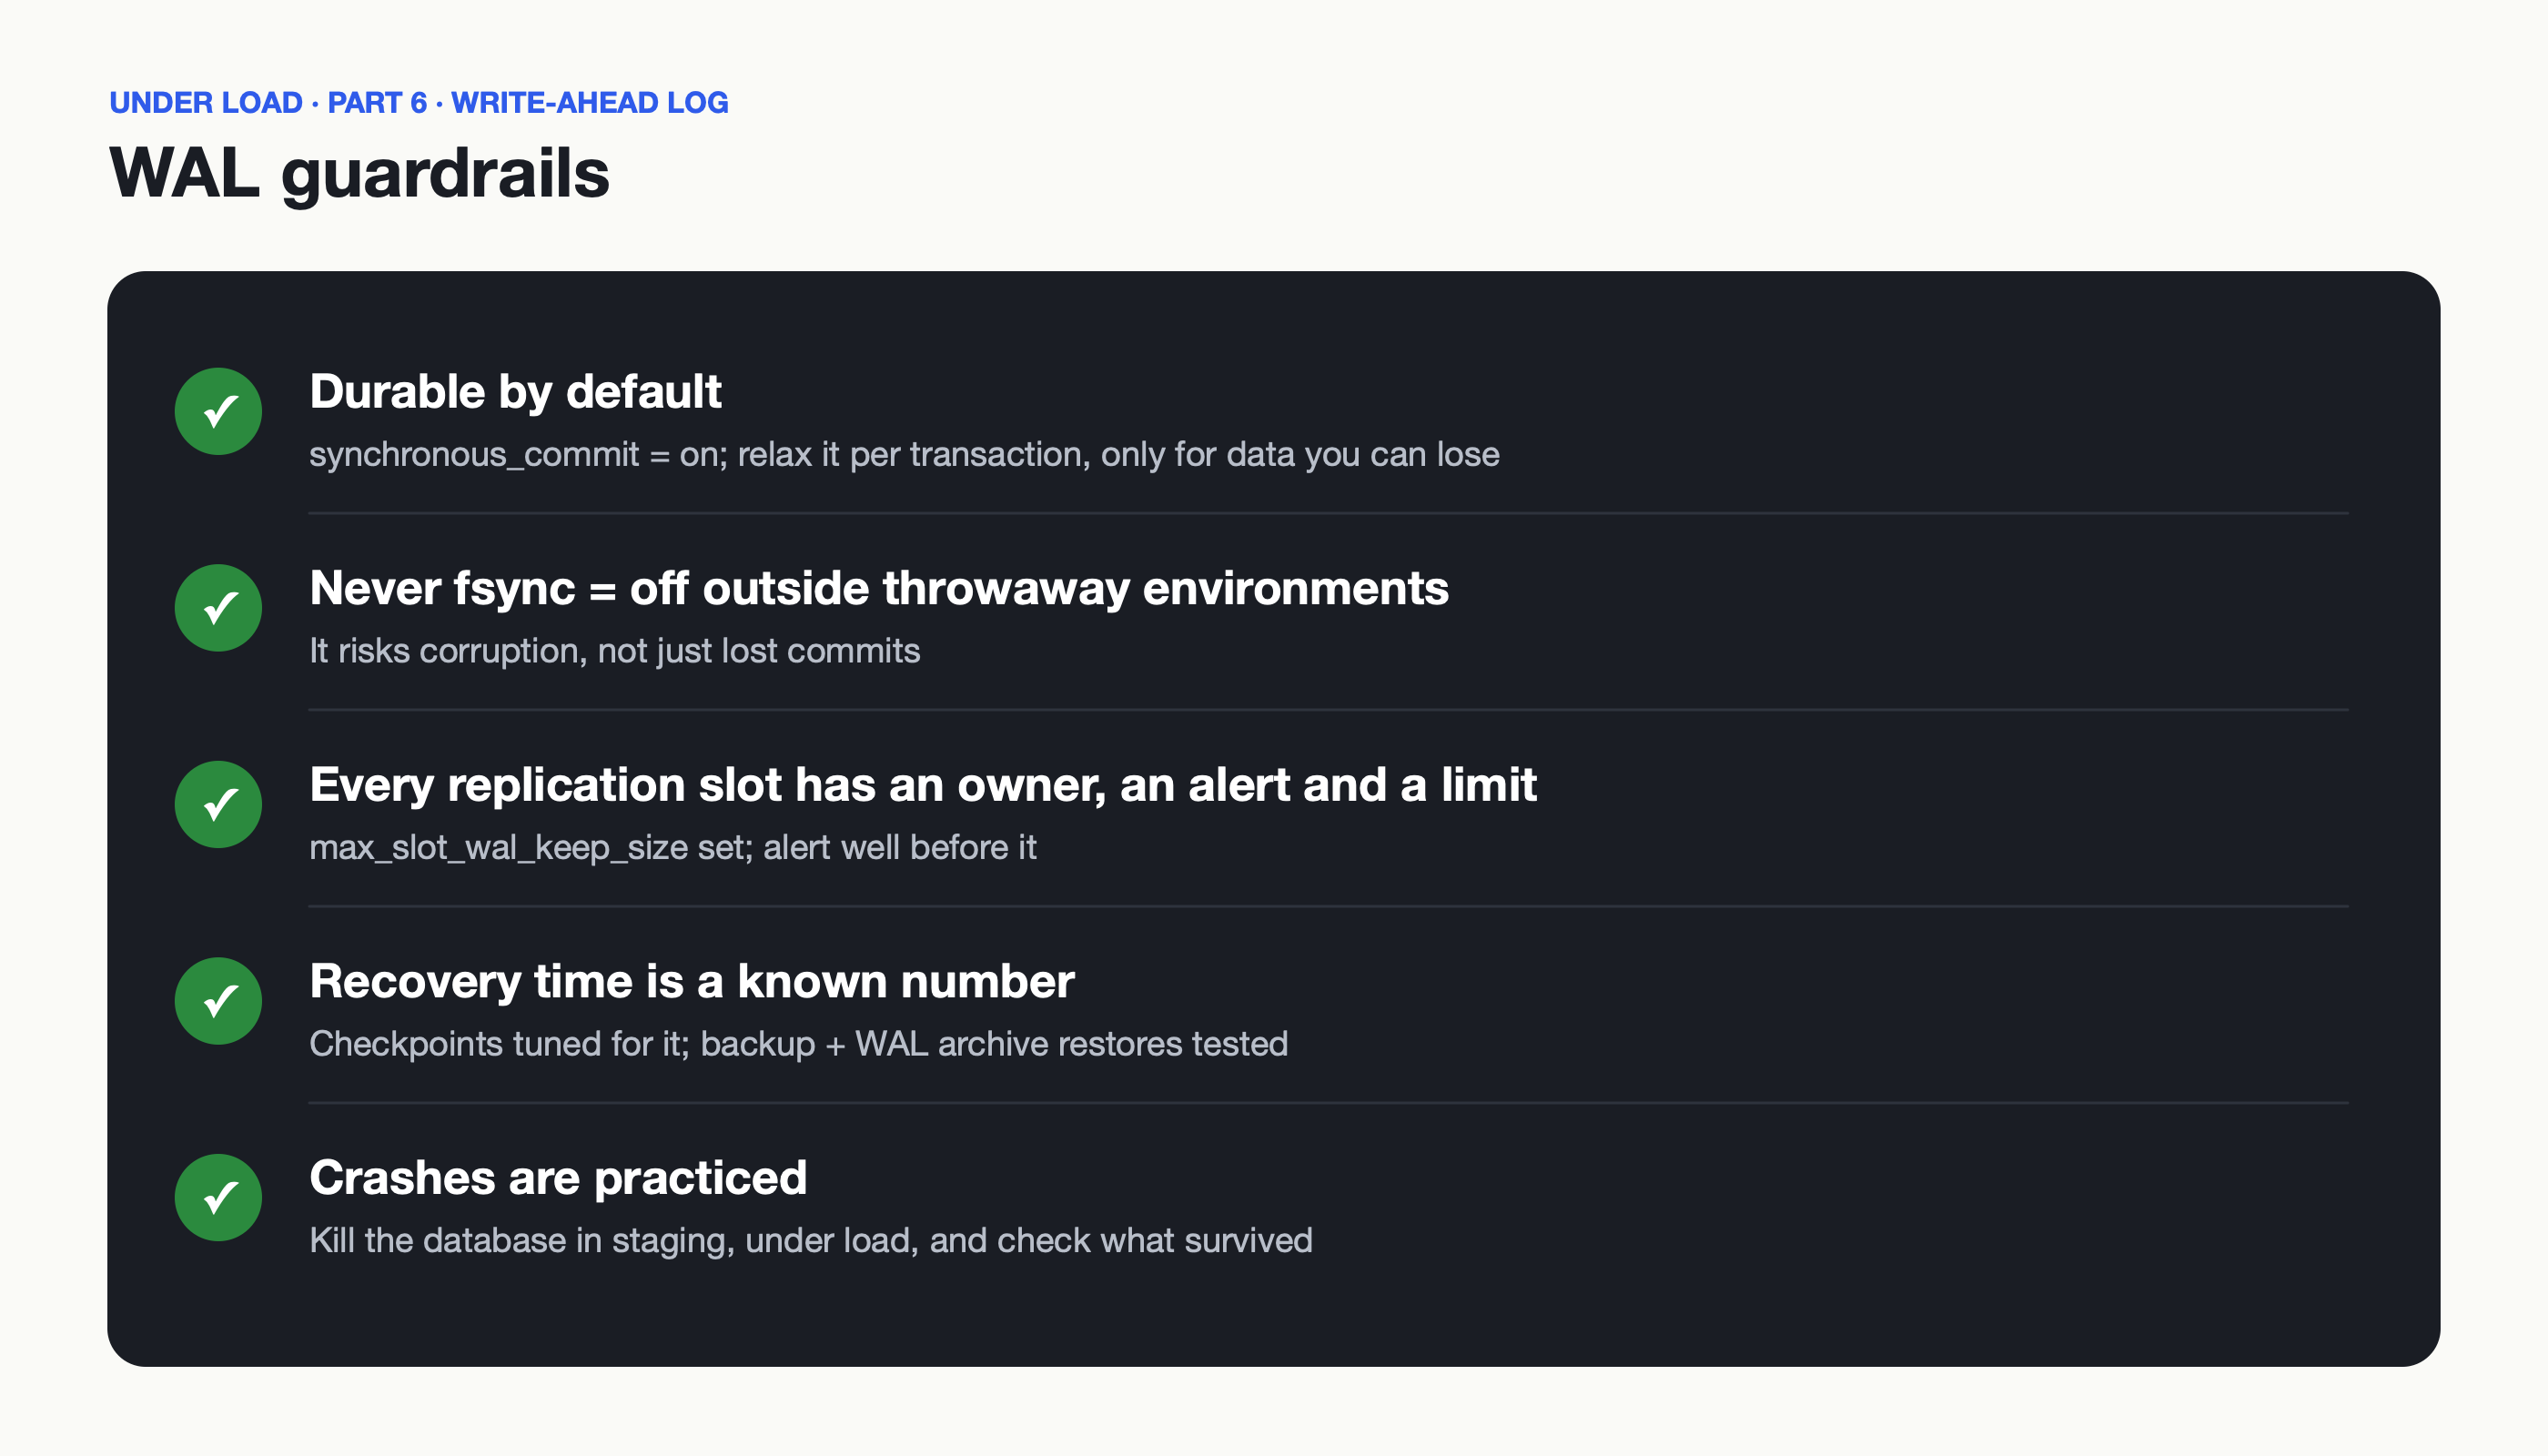 UNDER LOAD · PART 6 · WRITE-AHEAD LOG
WAL guardrails
Durable by default
synchronous_commit = on; relax it per transaction, only for data you can lose
Never fsync = off outside throwaway environments
It risks corruption, not just lost commits
Every replication slot has an owner, an alert and a limit
max_slot_wal_keep_size set; alert well before it
Recovery time is a known number
Checkpoints tuned for it; backup + WAL archive restores tested
Crashes are practiced
Kill the database in staging, under load, and check what survived